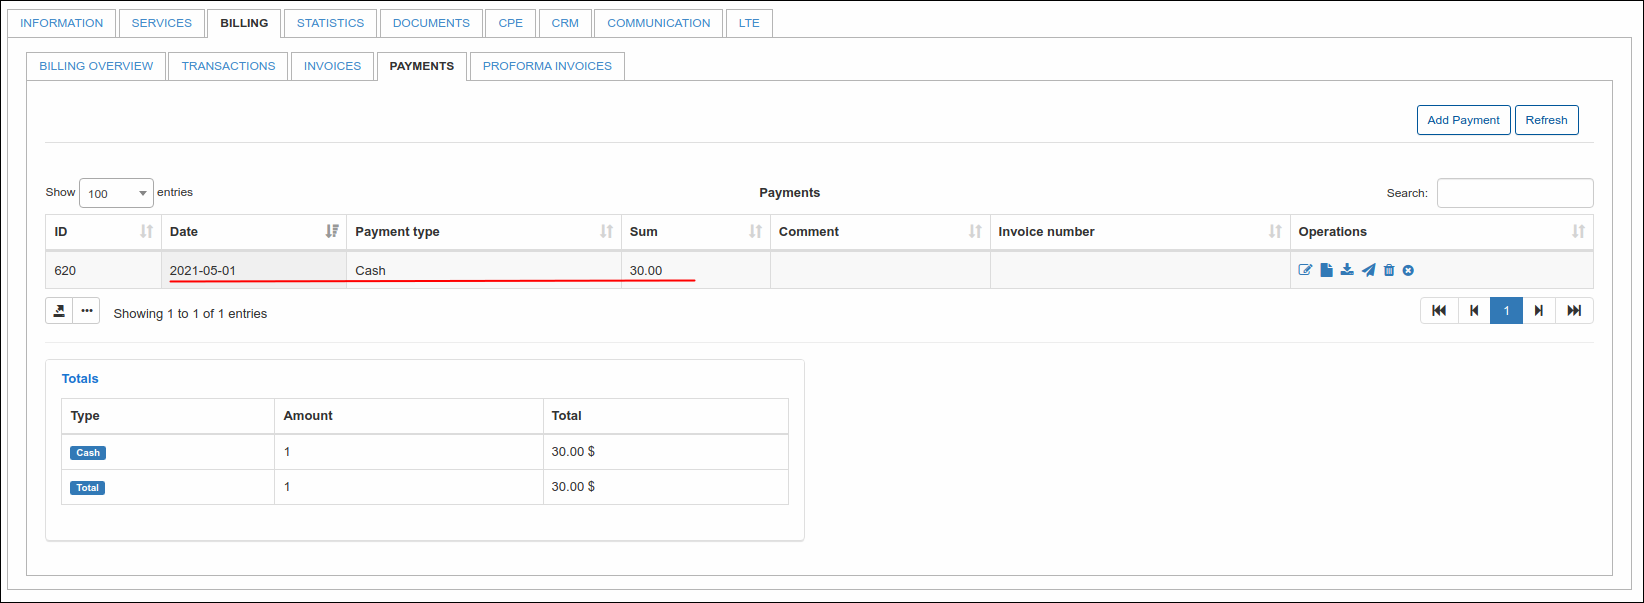 INFORMATION SERVICES BILLING STATISTICS DOCUMENTS CPE CRM COMMUNICATION LTE
BILLING OVERVIEW TRANSACTIONS INVOICES PAYMENTS PROFORMA INVOICES
Add Payment Refresh
Show 100 entries Payments Search:
ID Date Payment type Sum Comment Invoice number Operations
620 2021-05-01 Cash 30.00
Showing 1 to 1 of 1 entries 1
Totals
Type Amount Total
Cash 1 30.00 $
Total 1 30.00 $